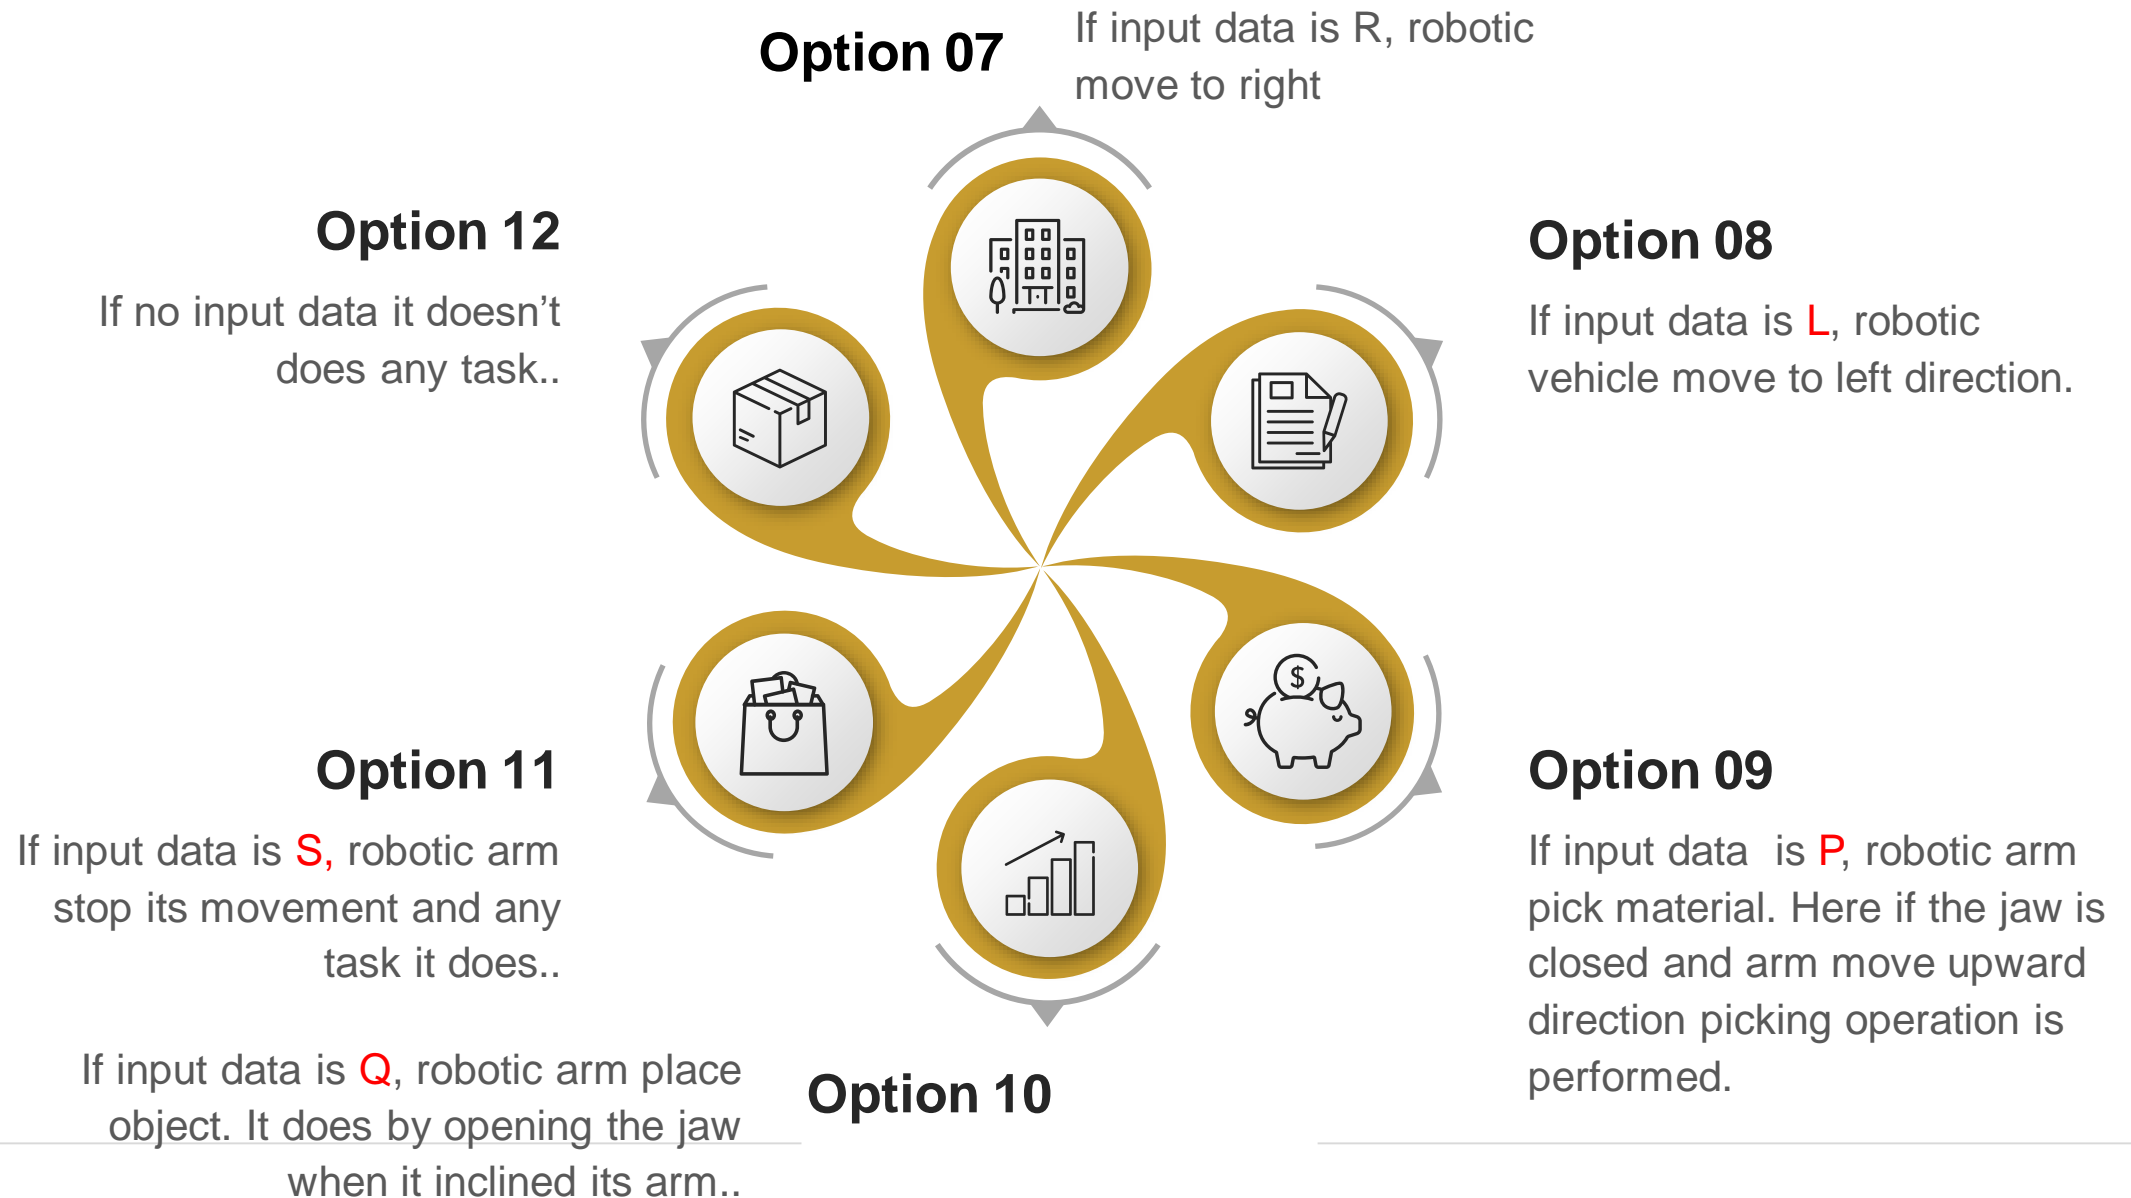 Option 07
If input data is R, robotic
move to right
Option 08
If input data is L, robotic
vehicle move to left direction.
Option 09
If input data  is P, robotic arm
pick material. Here if the jaw is
closed and arm move upward
direction picking operation is
performed.
Option 10
If input data is Q, robotic arm place
object. It does by opening the jaw
when it inclined its arm..
Option 11
If input data is S, robotic arm
stop its movement and any
task it does..
Option 12
If no input data it doesn’t
does any task..
$